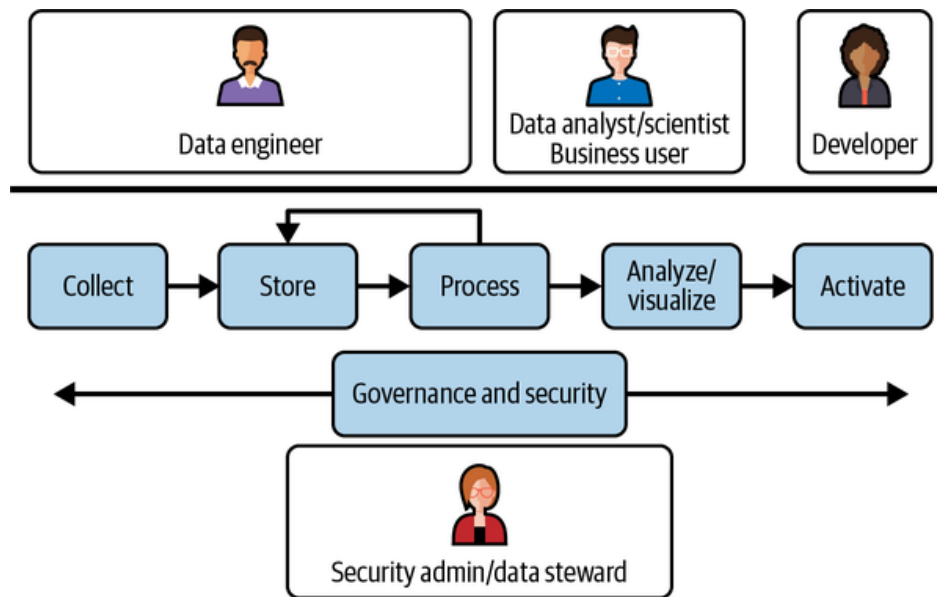 Data engineer
Data analyst/scientist
Business user
Developer
Collect
Store
Process
Analyze/
visualize
Activate
Governance and security
Security admin/data steward